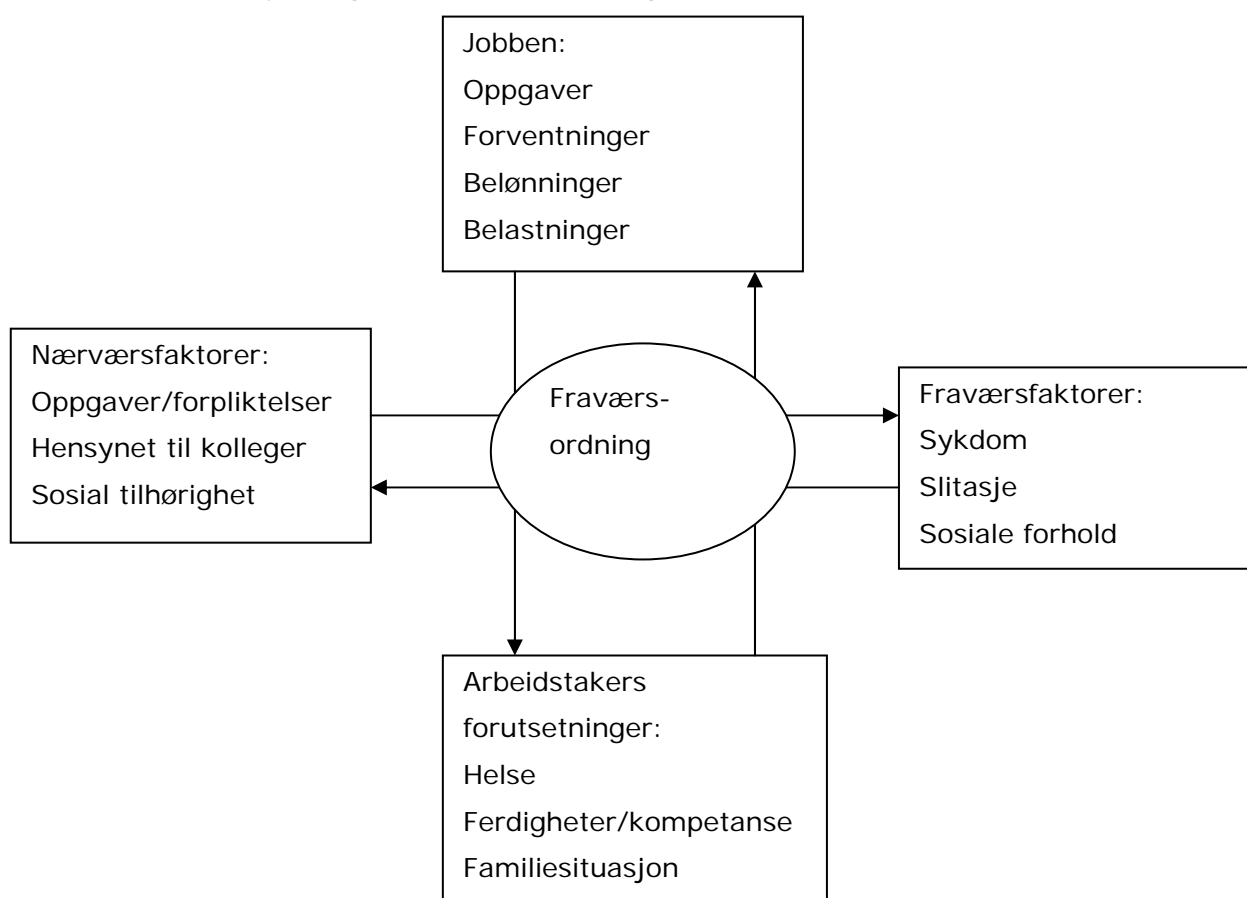 Jobben:
Oppgaver
Forventninger
Belønninger
Belastninger
Nærværsfaktorer:
Oppgaver/forpliktelser
Hensynet til kolleger
Sosial tilhørighet
Fraværs-
ordning
Fraværsfaktorer:
Sykdom
Slitasje
Sosiale forhold
Arbeidstakers
forutsetninger:
Helse
Ferdigheter/kompetanse
Familiesituasjon